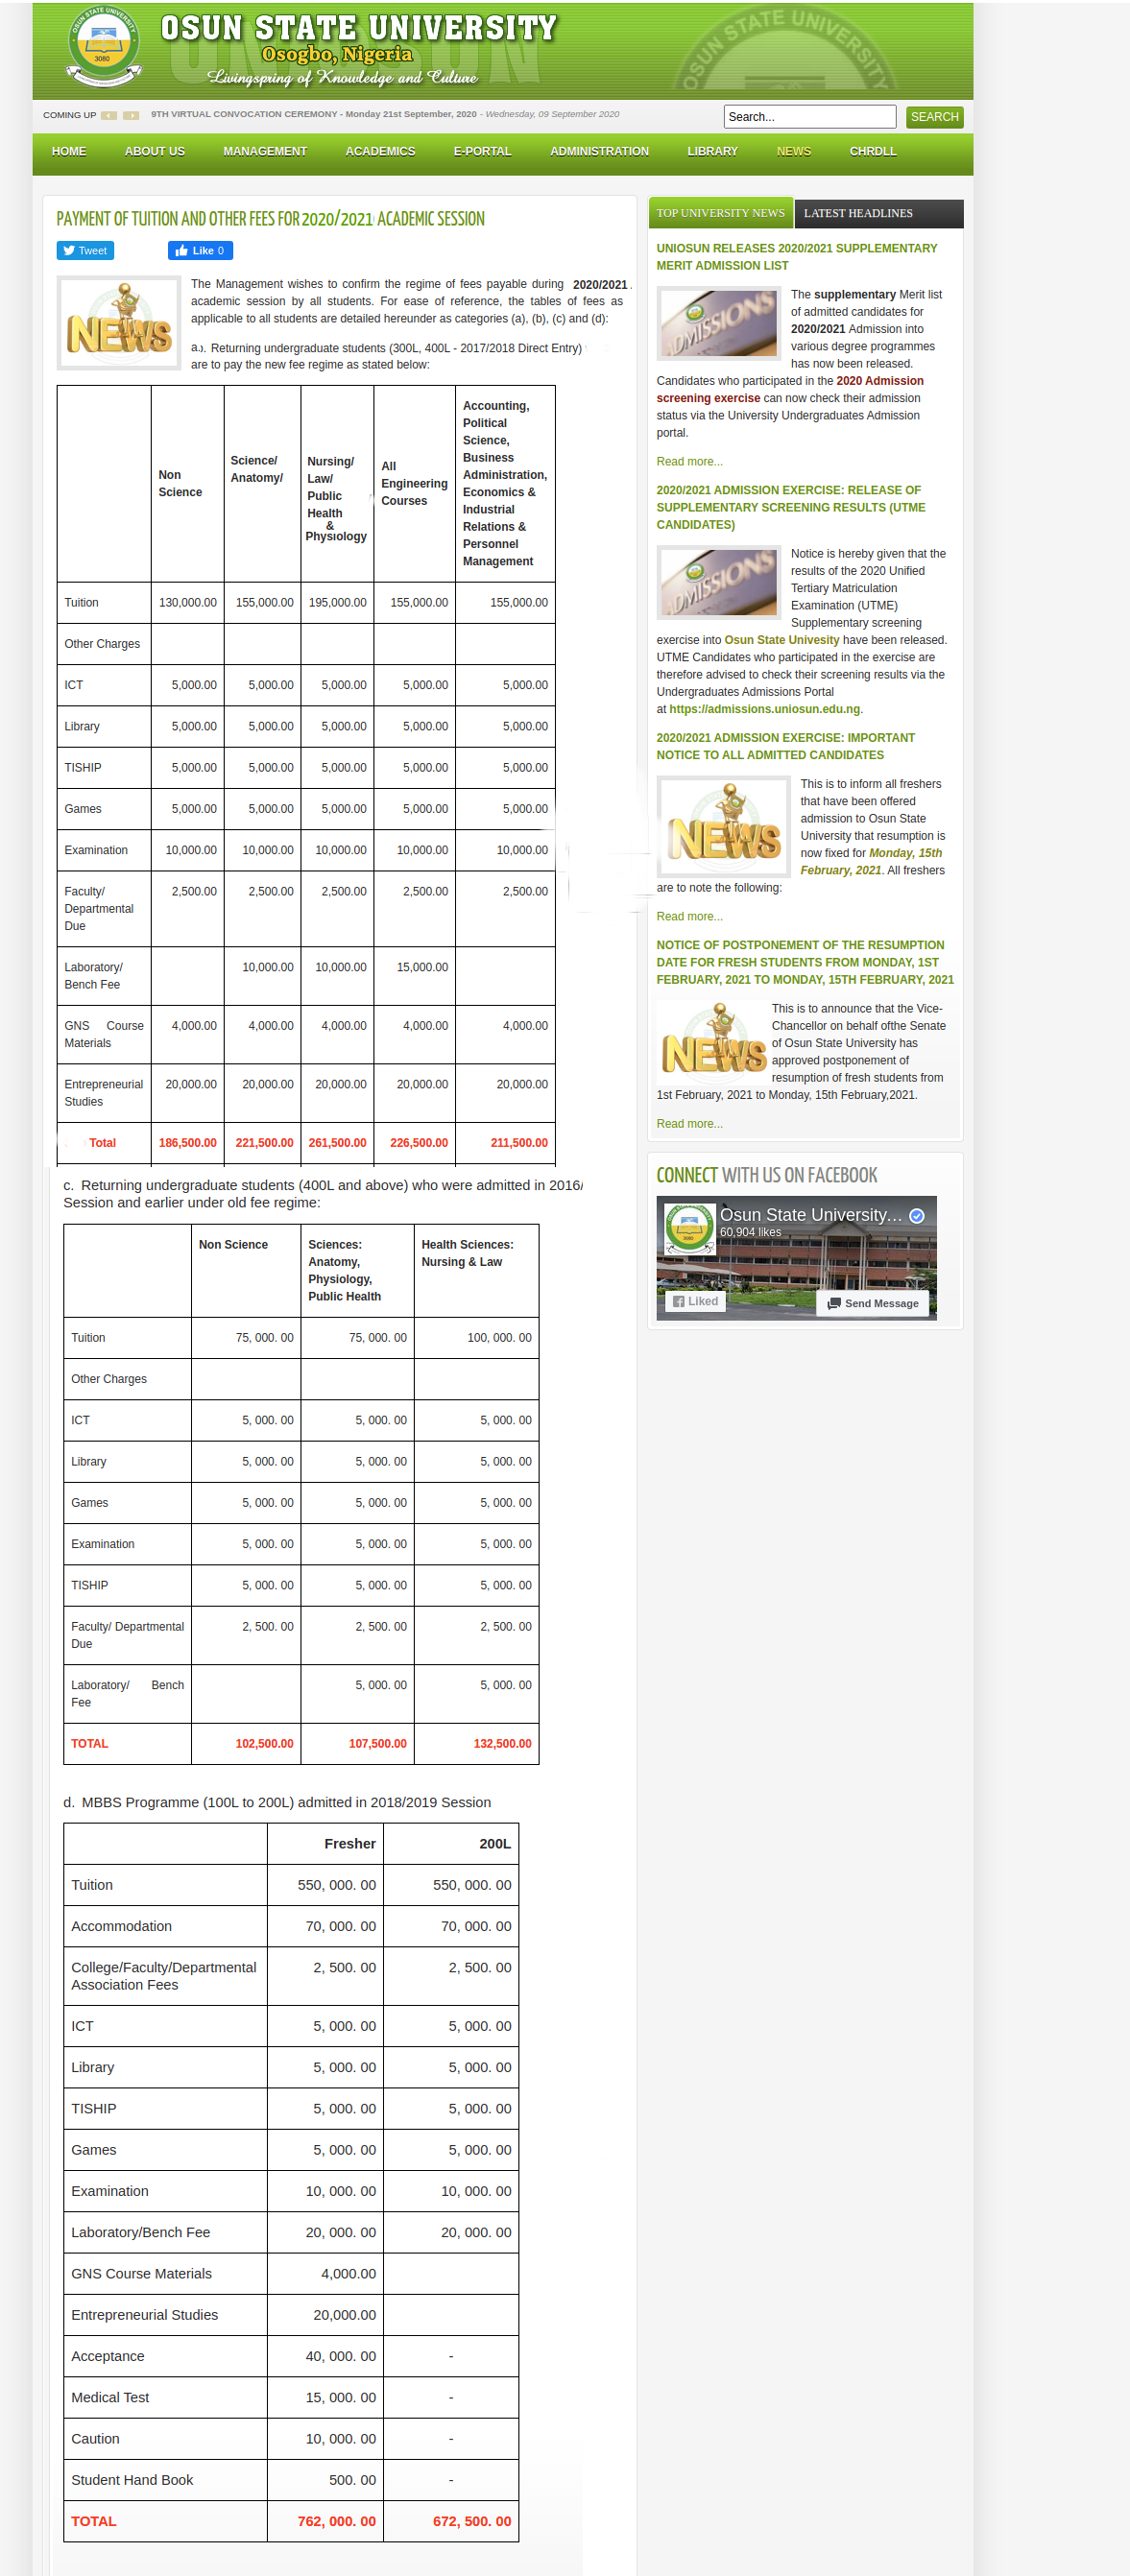 OSUN STATE UNIVERSITY
Osogbo, Nigeria
Livingspring of Knowledge and Culture
COMING UP 9TH VIRTUAL CONVOCATION CEREMONY - Monday 21st September, 2020 - Wednesday, 09 September 2020
Search... SEARCH
HOME ABOUT US MANAGEMENT ACADEMICS E-PORTAL ADMINISTRATION LIBRARY NEWS CHRDLL
PAYMENT OF TUITION AND OTHER FEES FOR 2020/2021 ACADEMIC SESSION
Tweet Like 0
NEWS
The Management wishes to confirm the regime of fees payable during 2020/2021
academic session by all students. For ease of reference, the tables of fees as
applicable to all students are detailed hereunder as categories (a), (b), (c) and (d):
a. Returning undergraduate students (300L, 400L - 2017/2018 Direct Entry)
are to pay the new fee regime as stated below:
Non Science | Science/ Anatomy/ | Nursing/ Law/ Public Health & Physiology | All Engineering Courses | Accounting, Political Science, Business Administration, Economics & Industrial Relations & Personnel Management
Tuition 130,000.00 155,000.00 195,000.00 155,000.00 155,000.00
Other Charges
ICT 5,000.00 5,000.00 5,000.00 5,000.00 5,000.00
Library 5,000.00 5,000.00 5,000.00 5,000.00 5,000.00
TISHIP 5,000.00 5,000.00 5,000.00 5,000.00 5,000.00
Games 5,000.00 5,000.00 5,000.00 5,000.00 5,000.00
Examination 10,000.00 10,000.00 10,000.00 10,000.00 10,000.00
Faculty/ Departmental Due 2,500.00 2,500.00 2,500.00 2,500.00 2,500.00
Laboratory/ Bench Fee 10,000.00 10,000.00 15,000.00
GNS Course Materials 4,000.00 4,000.00 4,000.00 4,000.00 4,000.00
Entrepreneurial Studies 20,000.00 20,000.00 20,000.00 20,000.00 20,000.00
Total 186,500.00 221,500.00 261,500.00 226,500.00 211,500.00
c. Returning undergraduate students (400L and above) who were admitted in 2016/
Session and earlier under old fee regime:
Non Science | Sciences: Anatomy, Physiology, Public Health | Health Sciences: Nursing & Law
Tuition 75, 000. 00 75, 000. 00 100, 000. 00
Other Charges
ICT 5, 000. 00 5, 000. 00 5, 000. 00
Library 5, 000. 00 5, 000. 00 5, 000. 00
Games 5, 000. 00 5, 000. 00 5, 000. 00
Examination 5, 000. 00 5, 000. 00 5, 000. 00
TISHIP 5, 000. 00 5, 000. 00 5, 000. 00
Faculty/ Departmental Due 2, 500. 00 2, 500. 00 2, 500. 00
Laboratory/ Bench Fee 5, 000. 00 5, 000. 00
TOTAL 102,500.00 107,500.00 132,500.00
d. MBBS Programme (100L to 200L) admitted in 2018/2019 Session
Fresher 200L
Tuition 550, 000. 00 550, 000. 00
Accommodation 70, 000. 00 70, 000. 00
College/Faculty/Departmental Association Fees 2, 500. 00 2, 500. 00
ICT 5, 000. 00 5, 000. 00
Library 5, 000. 00 5, 000. 00
TISHIP 5, 000. 00 5, 000. 00
Games 5, 000. 00 5, 000. 00
Examination 10, 000. 00 10, 000. 00
Laboratory/Bench Fee 20, 000. 00 20, 000. 00
GNS Course Materials 4,000.00
Entrepreneurial Studies 20,000.00
Acceptance 40, 000. 00 -
Medical Test 15, 000. 00 -
Caution 10, 000. 00 -
Student Hand Book 500. 00 -
TOTAL 762, 000. 00 672, 500. 00
TOP UNIVERSITY NEWS LATEST HEADLINES
UNIOSUN RELEASES 2020/2021 SUPPLEMENTARY
MERIT ADMISSION LIST
ADMISSIONS
The supplementary Merit list
of admitted candidates for
2020/2021 Admission into
various degree programmes
has now been released.
Candidates who participated in the 2020 Admission
screening exercise can now check their admission
status via the University Undergraduates Admission
portal.
Read more...
2020/2021 ADMISSION EXERCISE: RELEASE OF
SUPPLEMENTARY SCREENING RESULTS (UTME
CANDIDATES)
ADMISSIONS
Notice is hereby given that the
results of the 2020 Unified
Tertiary Matriculation
Examination (UTME)
Supplementary screening
exercise into Osun State Univesity have been released.
UTME Candidates who participated in the exercise are
therefore advised to check their screening results via the
Undergraduates Admissions Portal
at https://admissions.uniosun.edu.ng.
2020/2021 ADMISSION EXERCISE: IMPORTANT
NOTICE TO ALL ADMITTED CANDIDATES
NEWS
This is to inform all freshers
that have been offered
admission to Osun State
University that resumption is
now fixed for Monday, 15th
February, 2021. All freshers
are to note the following:
Read more...
NOTICE OF POSTPONEMENT OF THE RESUMPTION
DATE FOR FRESH STUDENTS FROM MONDAY, 1ST
FEBRUARY, 2021 TO MONDAY, 15TH FEBRUARY, 2021
NEWS
This is to announce that the Vice-
Chancellor on behalf ofthe Senate
of Osun State University has
approved postponement of
resumption of fresh students from
1st February, 2021 to Monday, 15th February,2021.
Read more...
CONNECT WITH US ON FACEBOOK
Osun State University...
60,904 likes
Liked Send Message